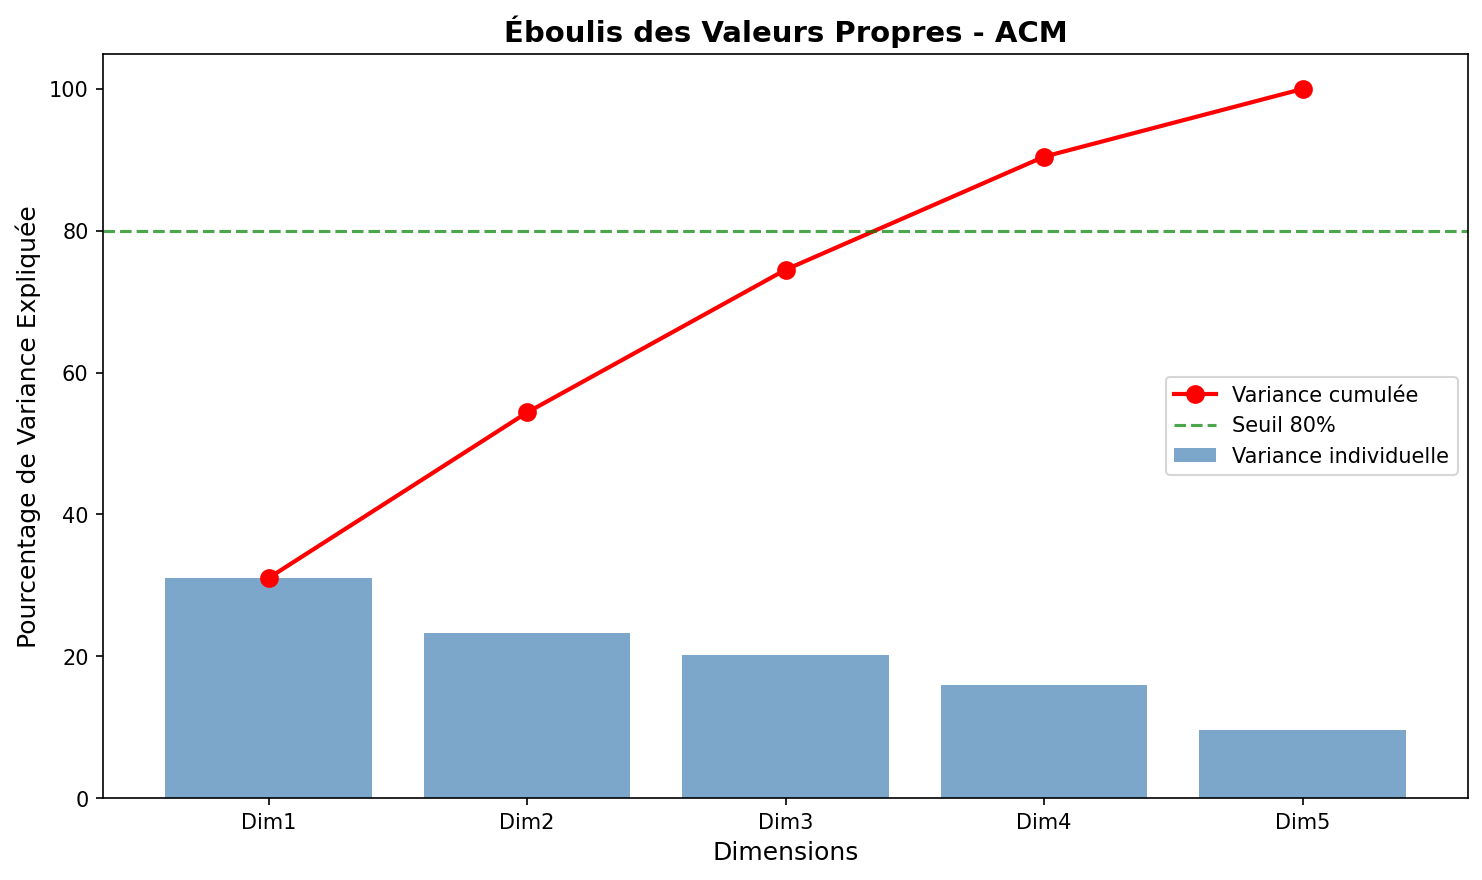 Éboulis des Valeurs Propres - ACM
Pourcentage de Variance Expliquée
100
80
60
40
20
0
Variance cumulée
Seuil 80%
Variance individuelle
Dim1 Dim2 Dim3 Dim4 Dim5
Dimensions